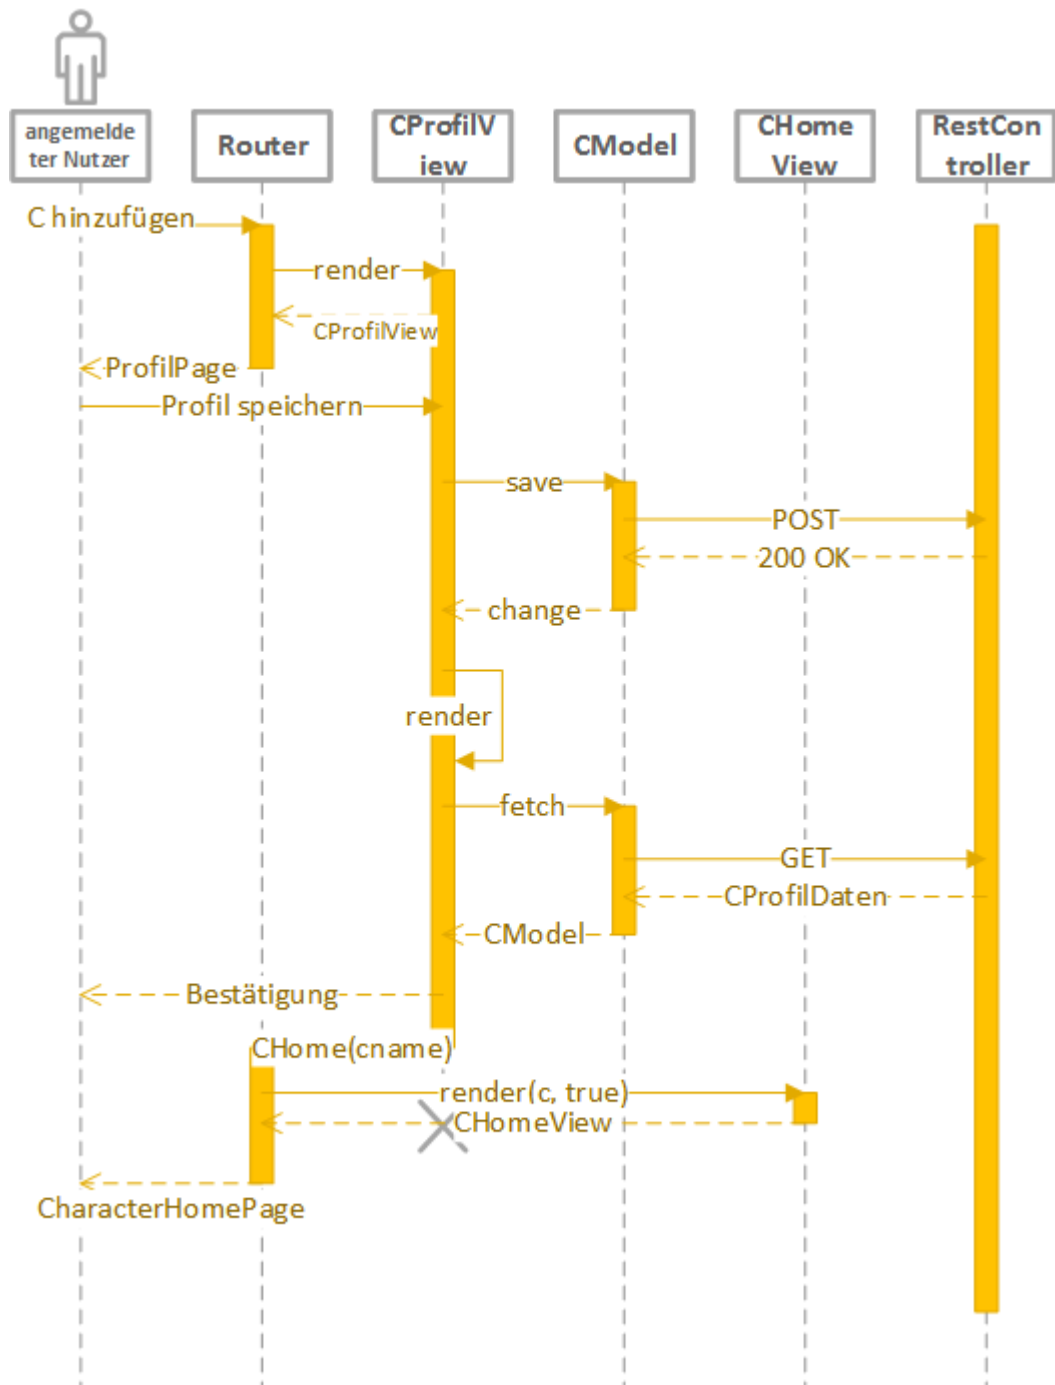 angemelde
ter Nutzer
Router
CProfilV
iew
CModel
CHome
View
RestCon
troller
C hinzufügen
render
CProfilView
ProfilPage
Profil speichern
save
POST
200 OK
change
render
fetch
GET
CProfilDaten
CModel
Bestätigung
CHome(cname)
render(c, true)
CHomeView
CharacterHomePage